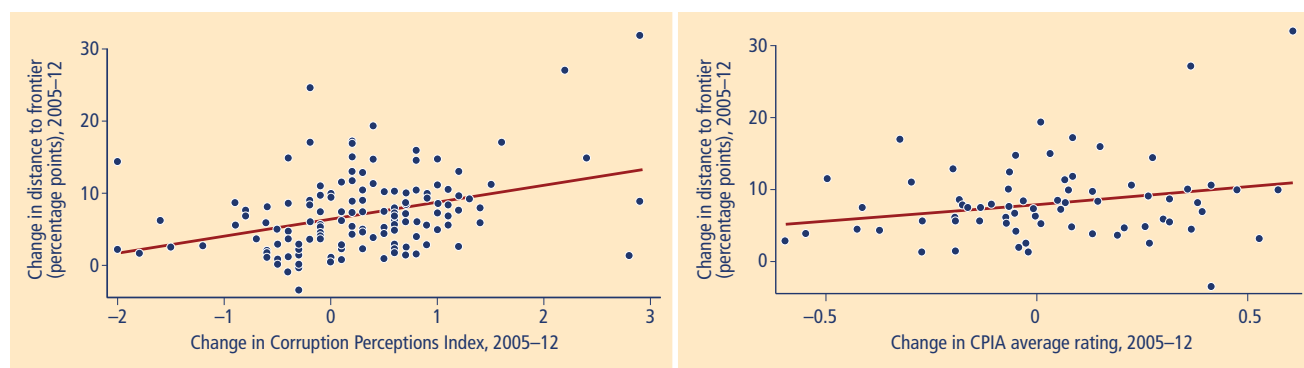 Change in distance to frontier
(percentage points), 2005–12
30
20
10
0
–2
–1
0
1
2
3
Change in Corruption Perceptions Index, 2005–12
Change in distance to frontier
(percentage points), 2005–12
30
20
10
0
–0.5
0
0.5
Change in CPIA average rating, 2005–12